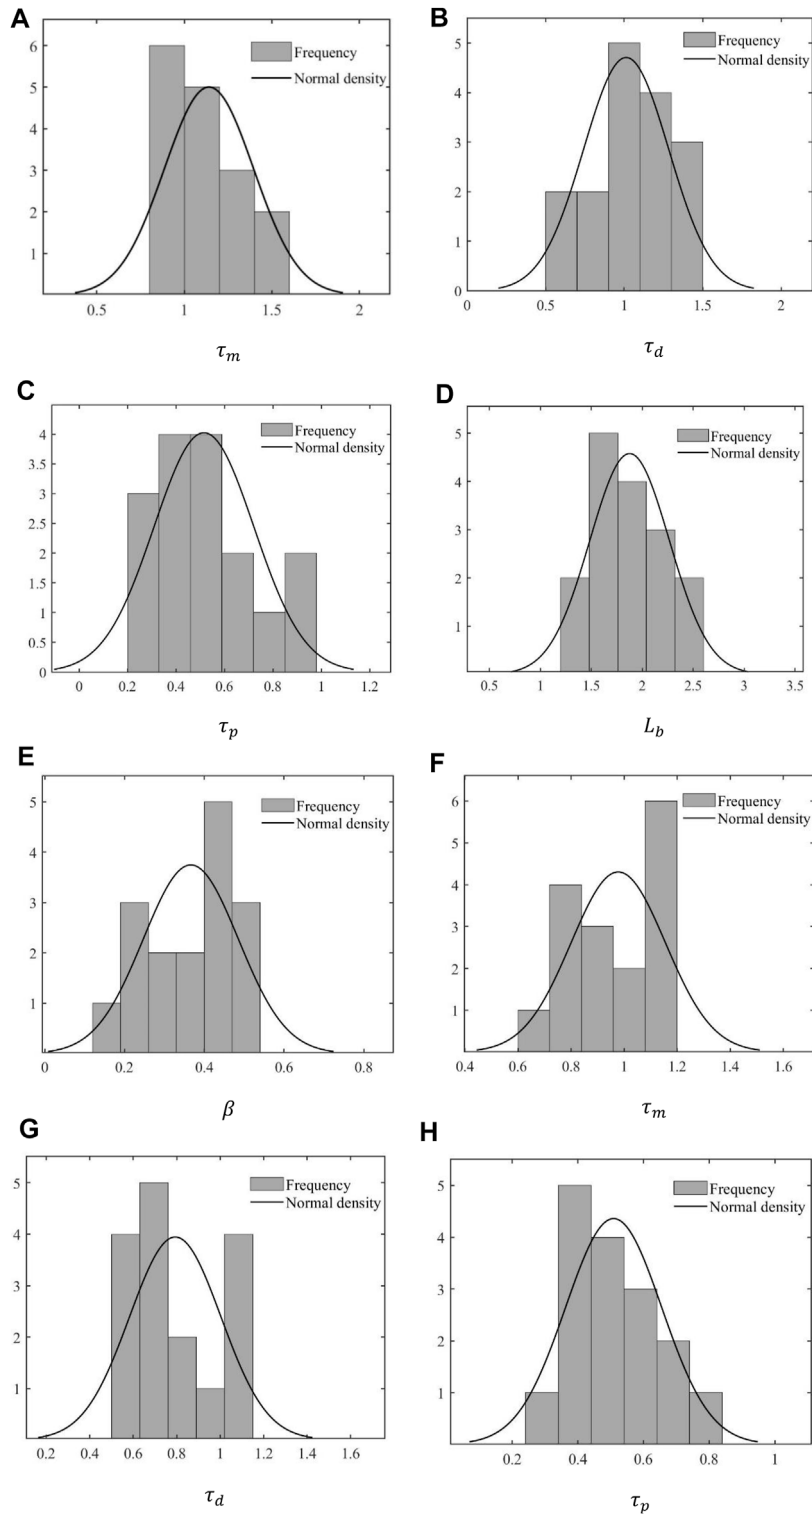 A
6
5
4
3
2
1
Frequency
Normal density
0.5 1 1.5 2
τm
B
5
4
3
2
1
0
Frequency
Normal density
0.5 1 1.5 2
τd
C
4
3.5
3
2.5
2
1.5
1
0.5
0
Frequency
Normal density
0 0.2 0.4 0.6 0.8 1 1.2
τp
D
5
4
3
2
1
Frequency
Normal density
0.5 1 1.5 2 2.5 3 3.5
Lb
E
5
4
3
2
1
Frequency
Normal density
0 0.2 0.4 0.6 0.8
β
F
6
5
4
3
2
1
Frequency
Normal density
0.4 0.6 0.8 1 1.2 1.4 1.6
τm
G
5
4
3
2
1
Frequency
Normal density
0.2 0.4 0.6 0.8 1 1.2 1.4 1.6
τd
H
5
4
3
2
1
Frequency
Normal density
0.2 0.4 0.6 0.8 1
τp